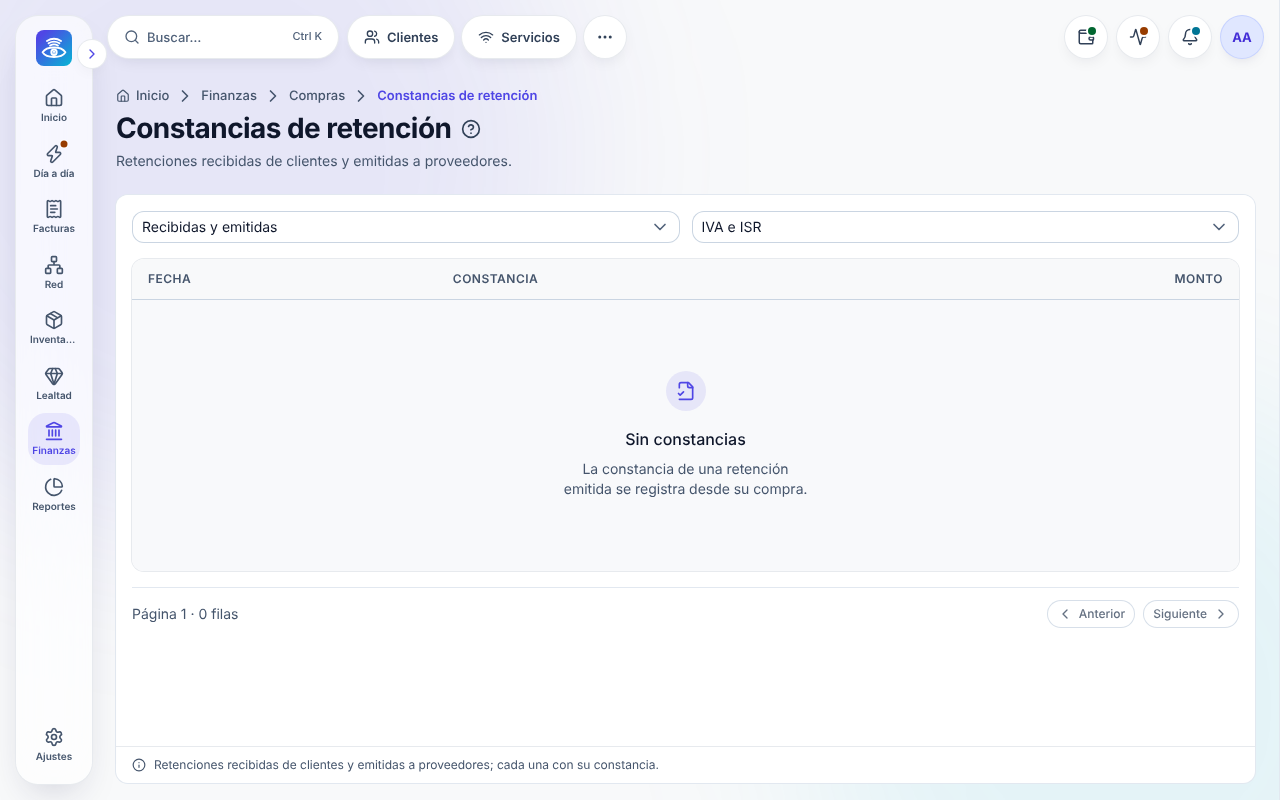 Buscar...
Ctrl K
Clientes
Servicios
AA
Inicio
Finanzas
Compras
Constancias de retención
Constancias de retención
Retenciones recibidas de clientes y emitidas a proveedores.
Inicio
Día a día
Facturas
Red
Inventa...
Lealtad
Finanzas
Reportes
Ajustes
Recibidas y emitidas
IVA e ISR
FECHA
CONSTANCIA
MONTO
Sin constancias
La constancia de una retención
emitida se registra desde su compra.
Página 1 · 0 filas
Anterior
Siguiente
Retenciones recibidas de clientes y emitidas a proveedores; cada una con su constancia.